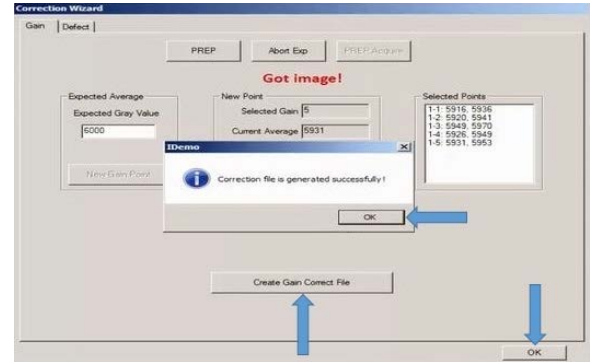 Correction Wizard
Gain Defect
PREP Abort Exp PREP Acquire
Got image!
Expected Average
Expected Gray Value
6000
New Gain Point
New Point
Selected Gain 5
Current Average 5931
Selected Points
1-1: 5916, 5936
1-2: 5920, 5941
1-3: 5949, 5970
1-4: 5926, 5949
1-5: 5931, 5953
IDemo
Correction file is generated successfully!
OK
Create Gain Correct File
OK